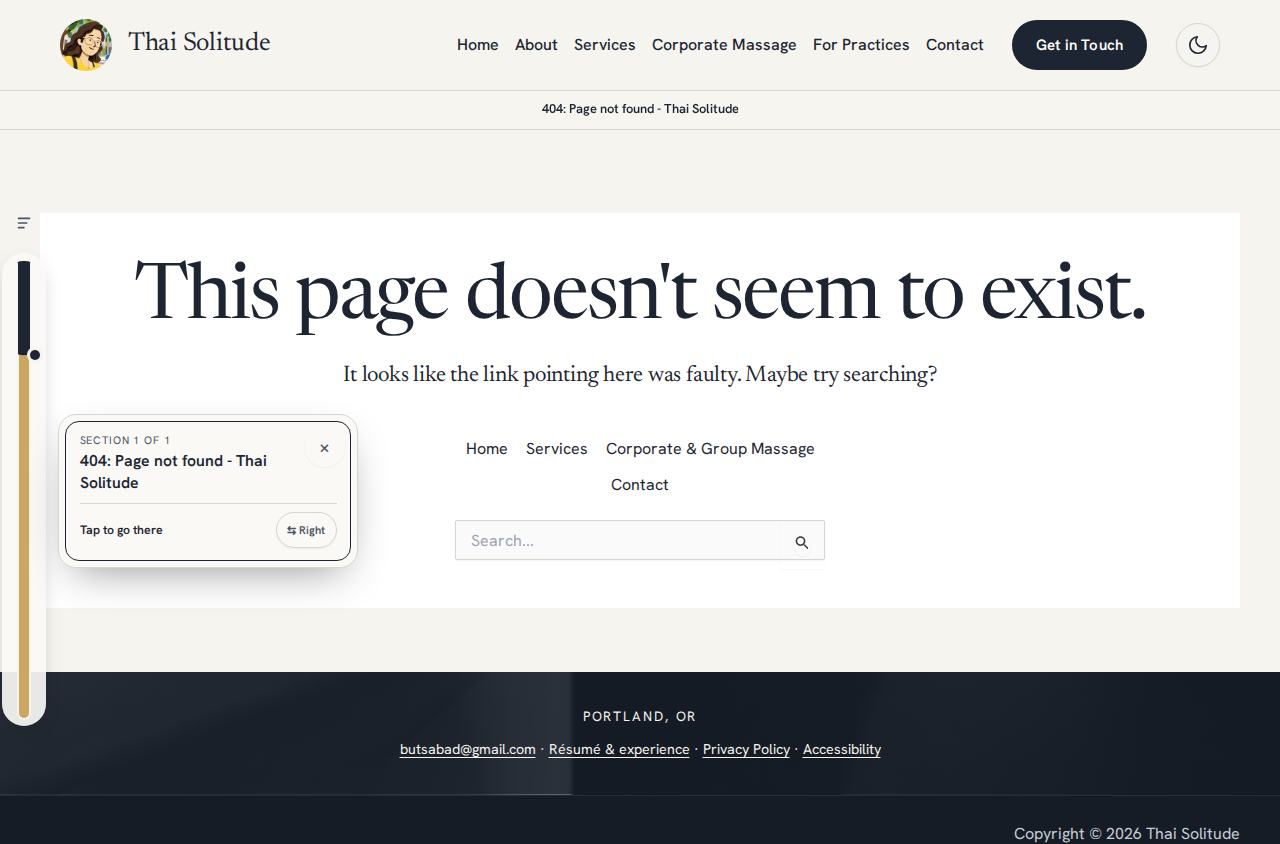 Thai Solitude
Home About Services Corporate Massage For Practices Contact Get in Touch
404: Page not found - Thai Solitude
This page doesn't seem to exist.
It looks like the link pointing here was faulty. Maybe try searching?
SECTION 1 OF 1
404: Page not found - Thai
Solitude
Tap to go there
⇆ Right
Home Services Corporate & Group Massage
Contact
Search...
PORTLAND, OR
butsabad@gmail.com · Résumé & experience · Privacy Policy · Accessibility
Copyright © 2026 Thai Solitude